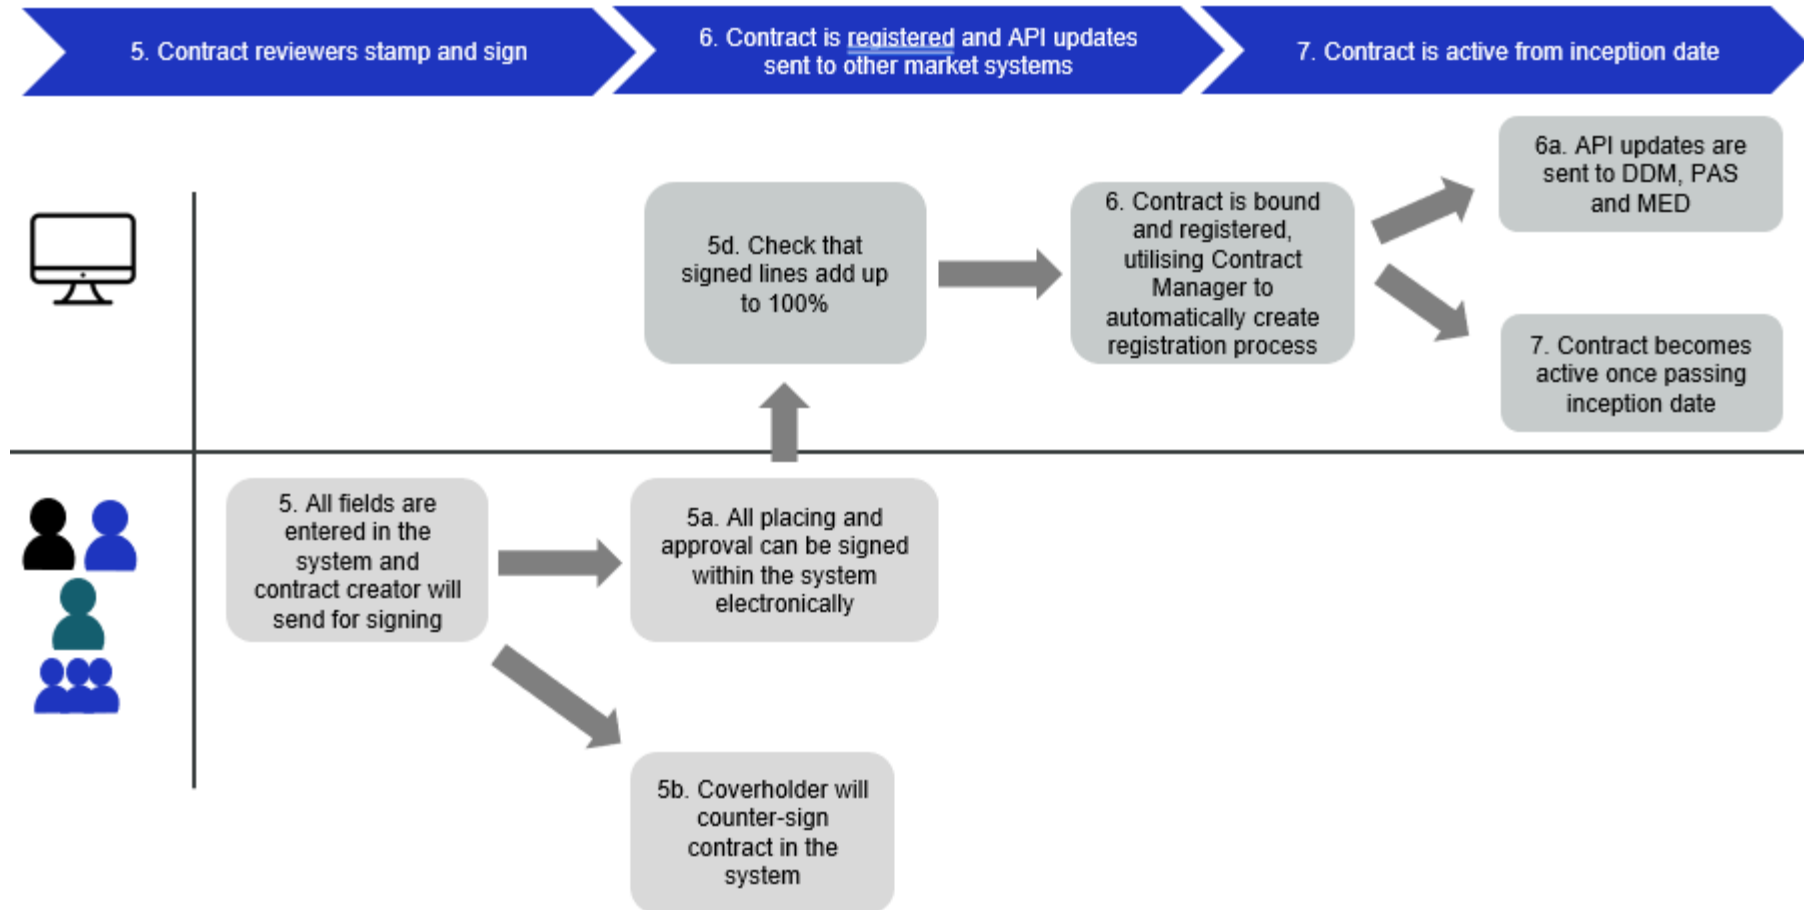 5. Contract reviewers stamp and sign
6. Contract is registered and API updates
sent to other market systems
7. Contract is active from inception date
6a. API updates are
sent to DDM, PAS
and MED
5d. Check that
signed lines add up
to 100%
6. Contract is bound
and registered,
utilising Contract
Manager to
automatically create
registration process
7. Contract becomes
active once passing
inception date
5. All fields are
entered in the
system and
contract creator will
send for signing
5a. All placing and
approval can be signed
within the system
electronically
5b. Coverholder will
counter-sign
contract in the
system